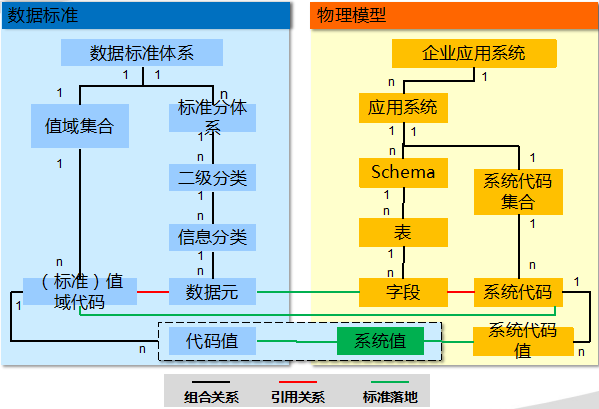 数据标准
物理模型
数据标准体系
企业应用系统
1
1
n
1
1
n
值域集合
标准分体
系
应用系统
1
1
1
1
n
n
1
二级分类
Schema
系统代码
集合
1
1
1
n
n
信息分类
表
1
1
n
n
n
n
1
（标准）值
域代码
数据元
字段
系统代码
1
n
代码值
系统值
系统代码
值
n
组合关系
引用关系
标准落地